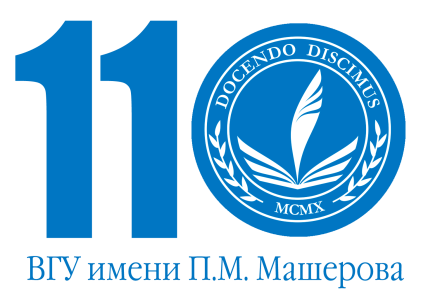 110
DOCENDO DISCIMUS
MCMX
ВГУ имени П.М. Машерова